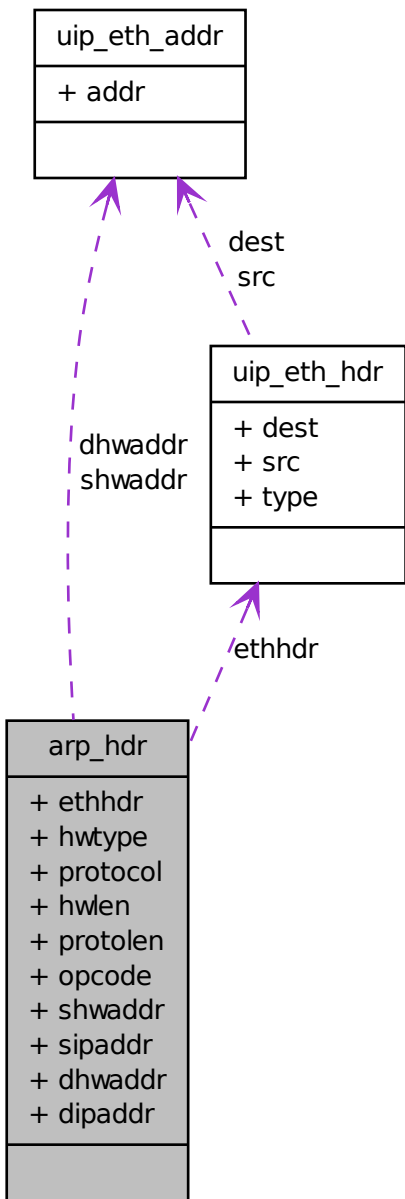 uip_eth_addr
+ addr
dest
src
uip_eth_hdr
+ dest
+ src
+ type
dhwaddr
shwaddr
ethhdr
arp_hdr
+ ethhdr
+ hwtype
+ protocol
+ hwlen
+ protolen
+ opcode
+ shwaddr
+ sipaddr
+ dhwaddr
+ dipaddr